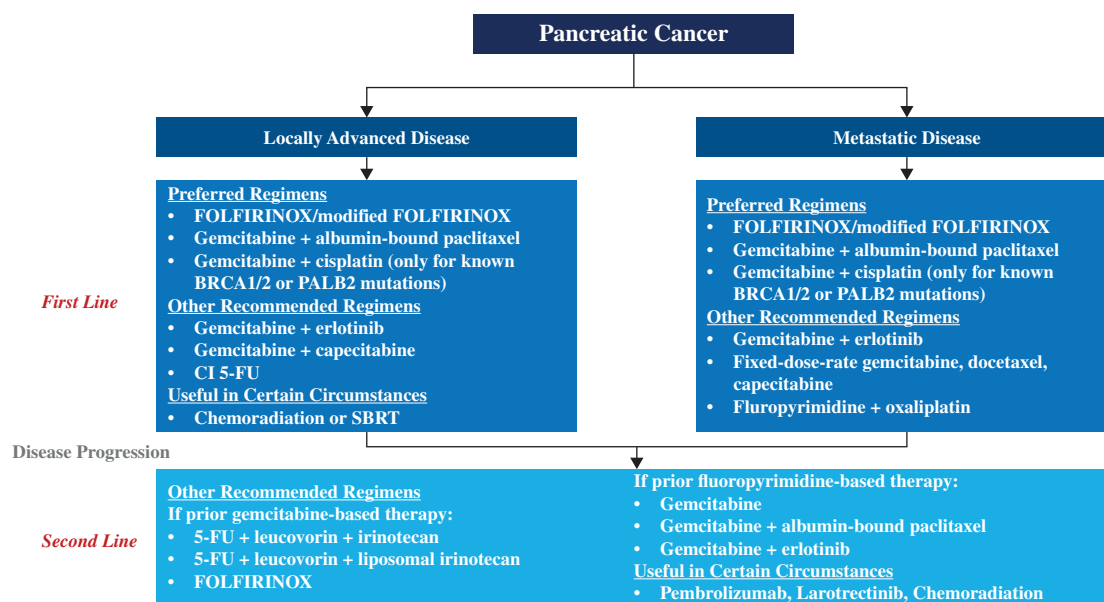 Pancreatic Cancer
Locally Advanced Disease
Metastatic Disease
First Line
Preferred Regimens
• FOLFIRINOX/modified FOLFIRINOX
• Gemcitabine + albumin-bound paclitaxel
• Gemcitabine + cisplatin (only for known
BRCA1/2 or PALB2 mutations)
Other Recommended Regimens
• Gemcitabine + erlotinib
• Gemcitabine + capecitabine
• CI 5-FU
Useful in Certain Circumstances
• Chemoradiation or SBRT
Preferred Regimens
• FOLFIRINOX/modified FOLFIRINOX
• Gemcitabine + albumin-bound paclitaxel
• Gemcitabine + cisplatin (only for known
BRCA1/2 or PALB2 mutations)
Other Recommended Regimens
• Gemcitabine + erlotinib
• Fixed-dose-rate gemcitabine, docetaxel,
capecitabine
• Fluropyrimidine + oxaliplatin
Disease Progression
Second Line
Other Recommended Regimens
If prior gemcitabine-based therapy:
• 5-FU + leucovorin + irinotecan
• 5-FU + leucovorin + liposomal irinotecan
• FOLFIRINOX
If prior fluoropyrimidine-based therapy:
• Gemcitabine
• Gemcitabine + albumin-bound paclitaxel
• Gemcitabine + erlotinib
Useful in Certain Circumstances
• Pembrolizumab, Larotrectinib, Chemoradiation